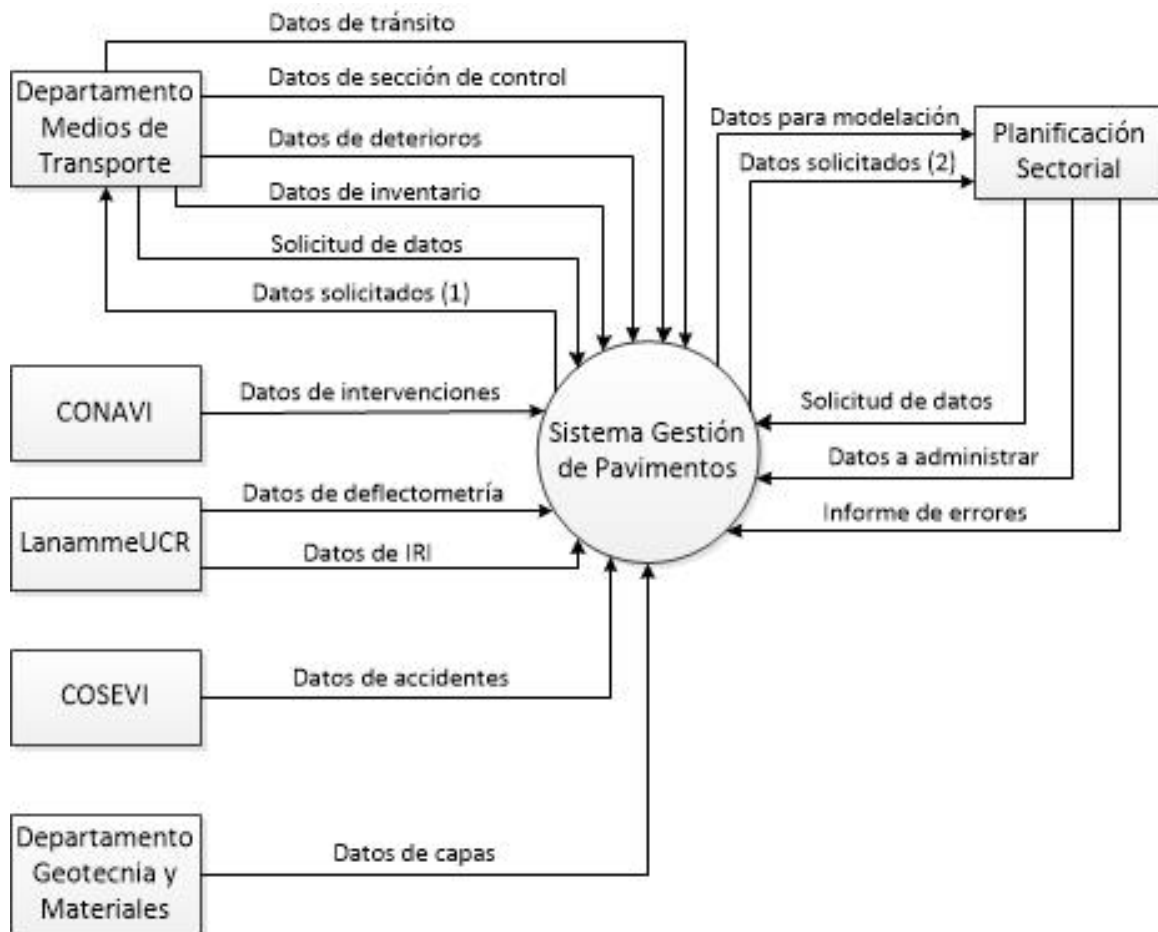 Datos de tránsito
Departamento
Medios de
Transporte
Datos de sección de control
Datos de deterioros
Datos de inventario
Solicitud de datos
Datos solicitados (1)
Datos para modelación
Datos solicitados (2)
Planificación
Sectorial
CONAVI
Datos de intervenciones
Sistema Gestión
de Pavimentos
Solicitud de datos
Datos a administrar
Informe de errores
LanammeUCR
Datos de deflectometría
Datos de IRI
COSEVI
Datos de accidentes
Departamento
Geotecnia y
Materiales
Datos de capas